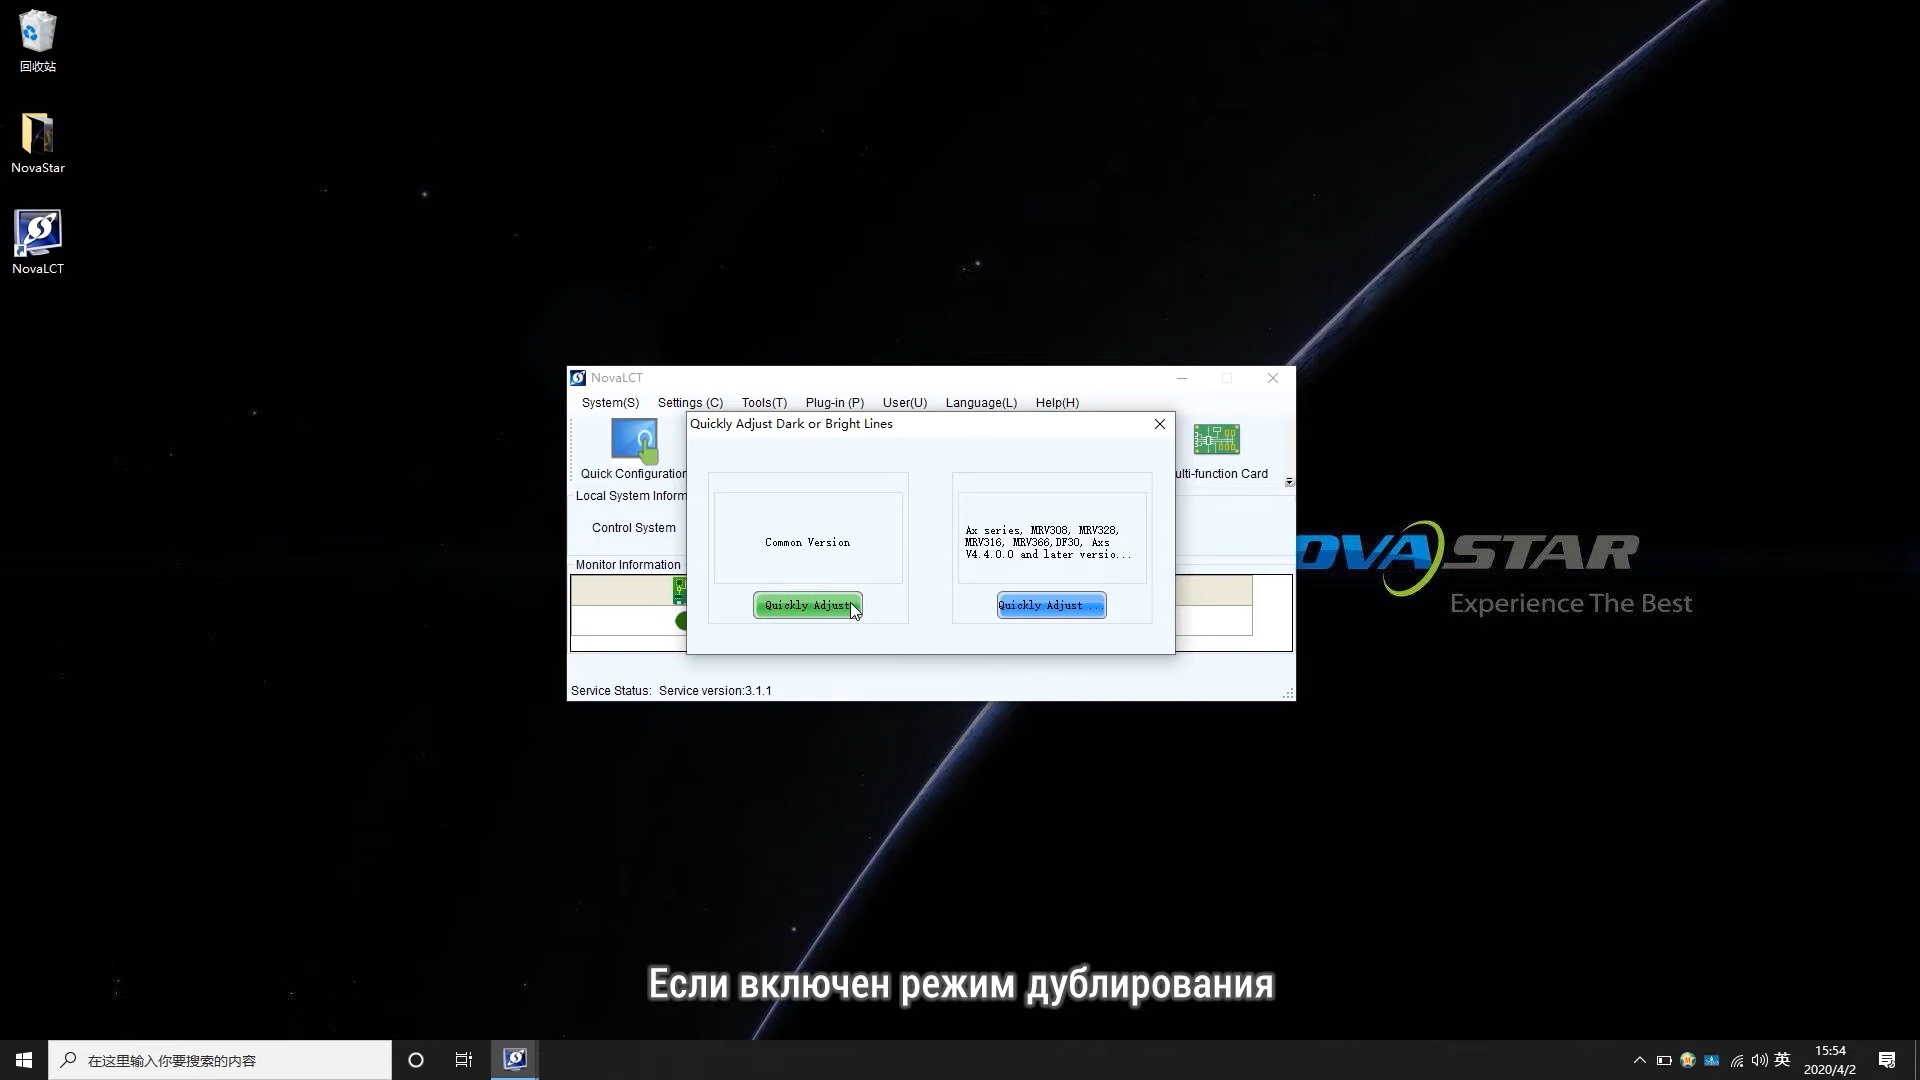 回收站
NovaStar
NovaLCT
NovaLCT
System(S) Settings (C) Tools(T) Plug-in (P) User(U) Language(L) Help(H)
Quickly Adjust Dark or Bright Lines
Quick Configuration
ulti-function Card
Local System Inform
Control System
Monitor Information
Common Version
Quickly Adjust
Ax series, MRV308, MRV328,
MRV316, MRV366,DF30, Axs
V4.4.0.0 and later versio...
Quickly Adjust ...
Service Status: Service version:3.1.1
OVASTAR
Experience The Best
Если включен режим дублирования
在这里输入你要搜索的内容
英
15:54
2020/4/2